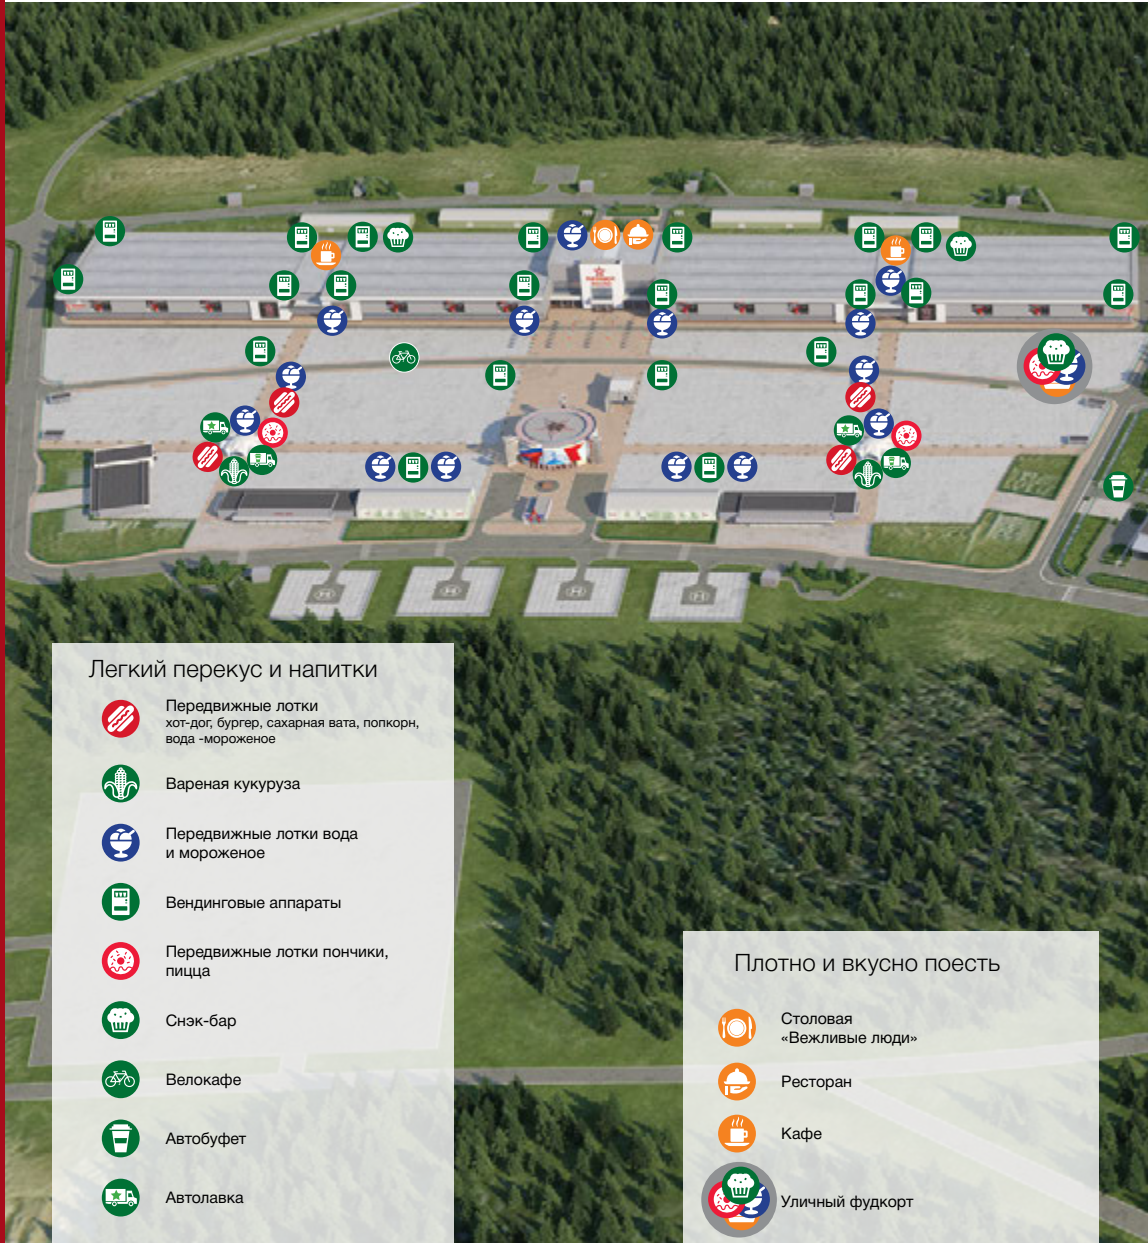 Легкий перекус и напитки
Передвижные лотки
хот-дог, бургер, сахарная вата, попкорн,
вода -мороженое
Вареная кукуруза
Передвижные лотки вода
и мороженое
Вендинговые аппараты
Передвижные лотки пончики,
пицца
Снэк-бар
Велокафе
Автобуфет
Автолавка
Плотно и вкусно поесть
Столовая
«Вежливые люди»
Ресторан
Кафе
Уличный фудкорт